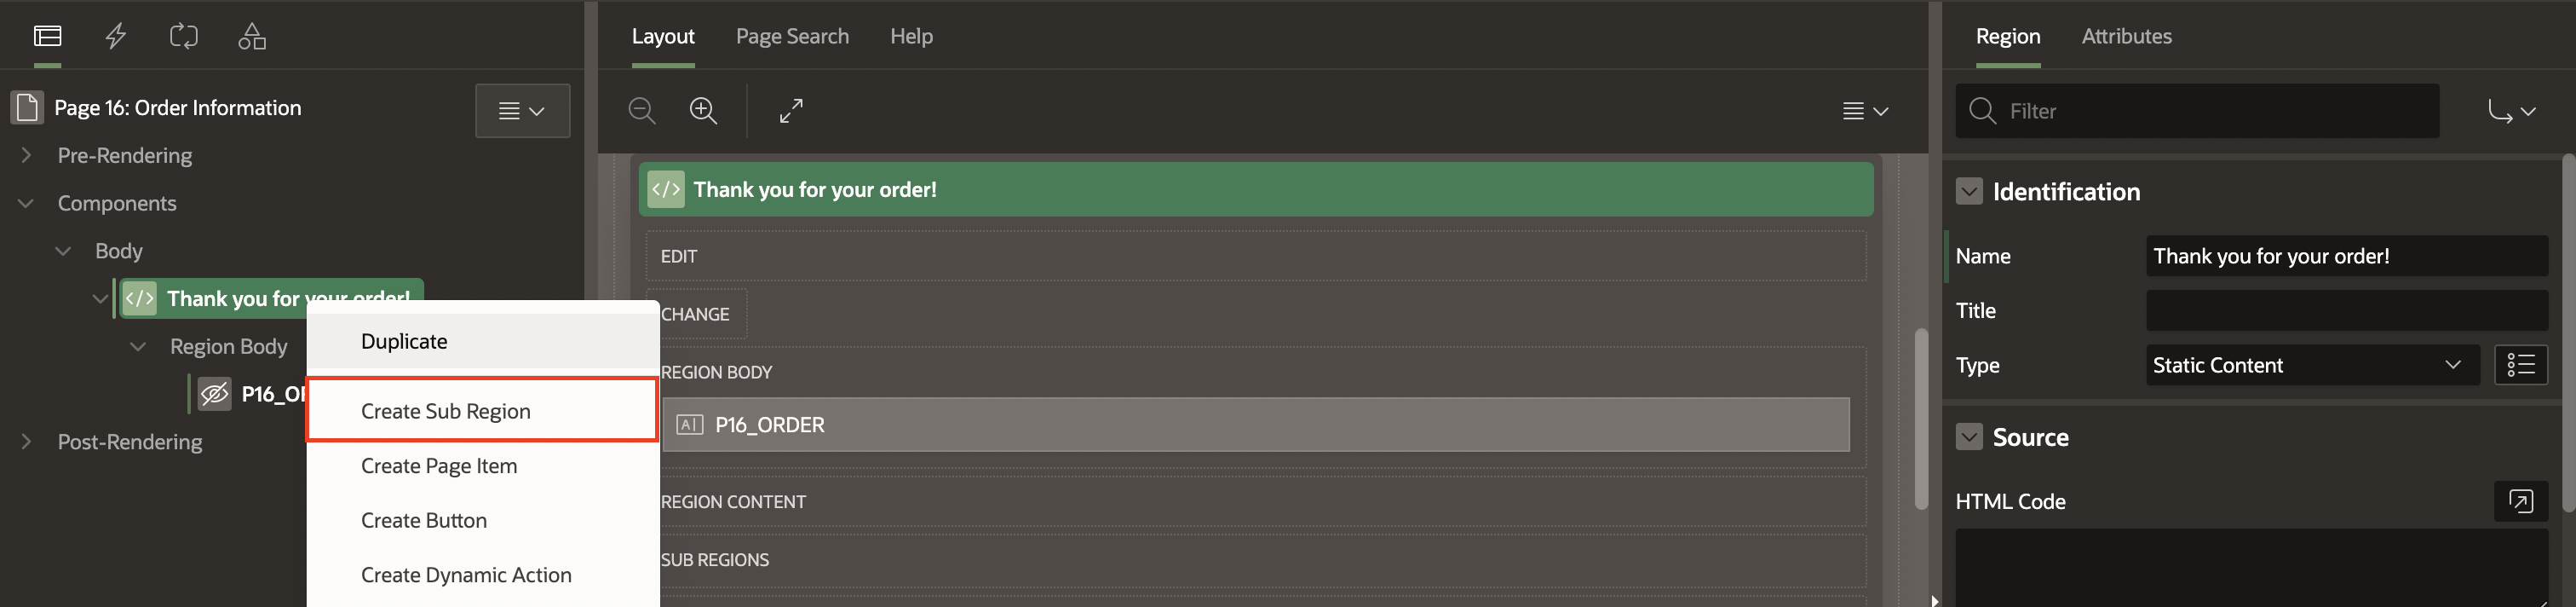 Page 16: Order Information
Pre-Rendering
Components
Body
Thank you for your order!
Region Body
Post-Rendering
Duplicate
Create Sub Region
Create Page Item
Create Button
Create Dynamic Action
Layout
Page Search
Help
Thank you for your order!
EDIT
CHANGE
REGION BODY
P16_ORDER
REGION CONTENT
SUB REGIONS
Region
Attributes
Filter
Identification
Name
Thank you for your order!
Title
Type
Static Content
Source
HTML Code